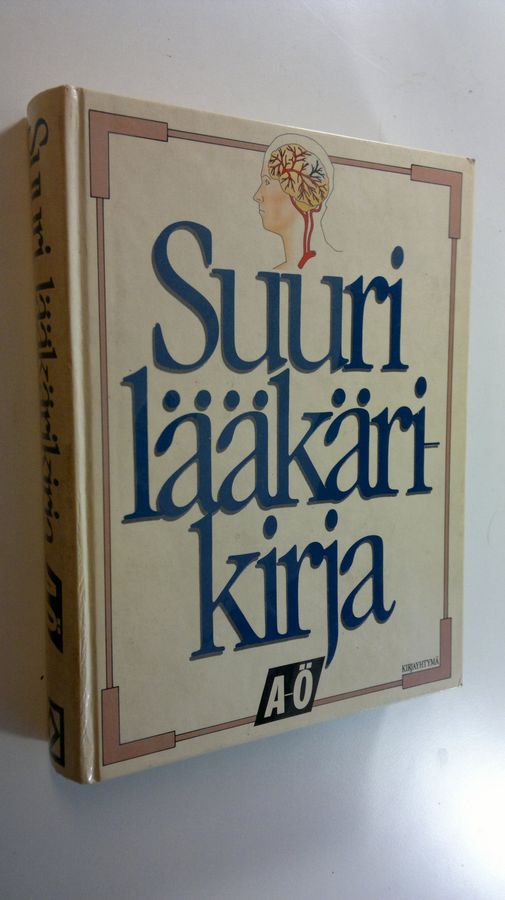 Suuri
lääkäri-
kirja
A-Ö
KIRJAYHTYMÄ
Suuri lääkärikirja A-Ö